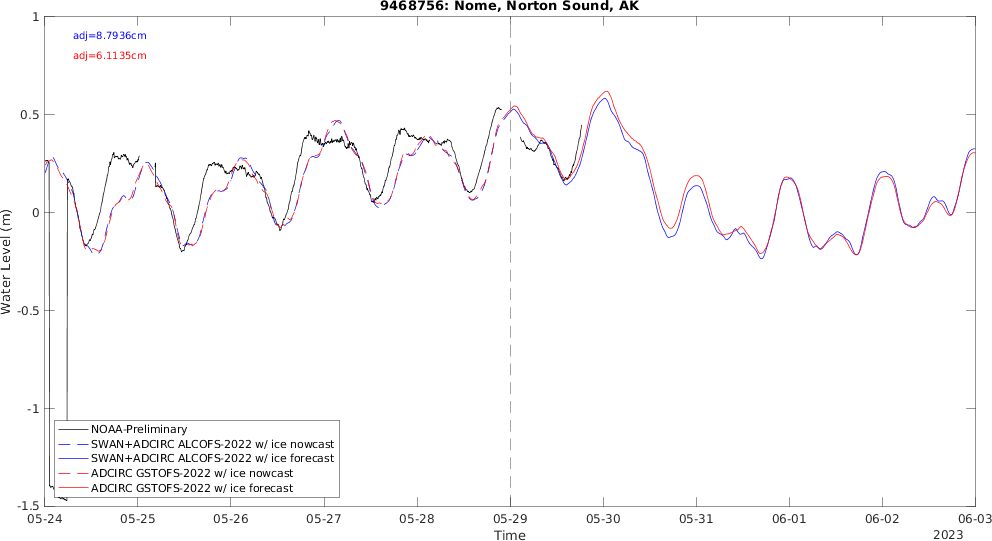 9468756: Nome, Norton Sound, AK
adj=8.7936cm
adj=6.1135cm
1
0.5
0
-0.5
-1
-1.5
Water Level (m)
NOAA-Preliminary
SWAN+ADCIRC ALCOFS-2022 w/ ice nowcast
SWAN+ADCIRC ALCOFS-2022 w/ ice forecast
ADCIRC GSTOFS-2022 w/ ice nowcast
ADCIRC GSTOFS-2022 w/ ice forecast
05-24 05-25 05-26 05-27 05-28 05-29 05-30 05-31 06-01 06-02 06-03
Time
2023